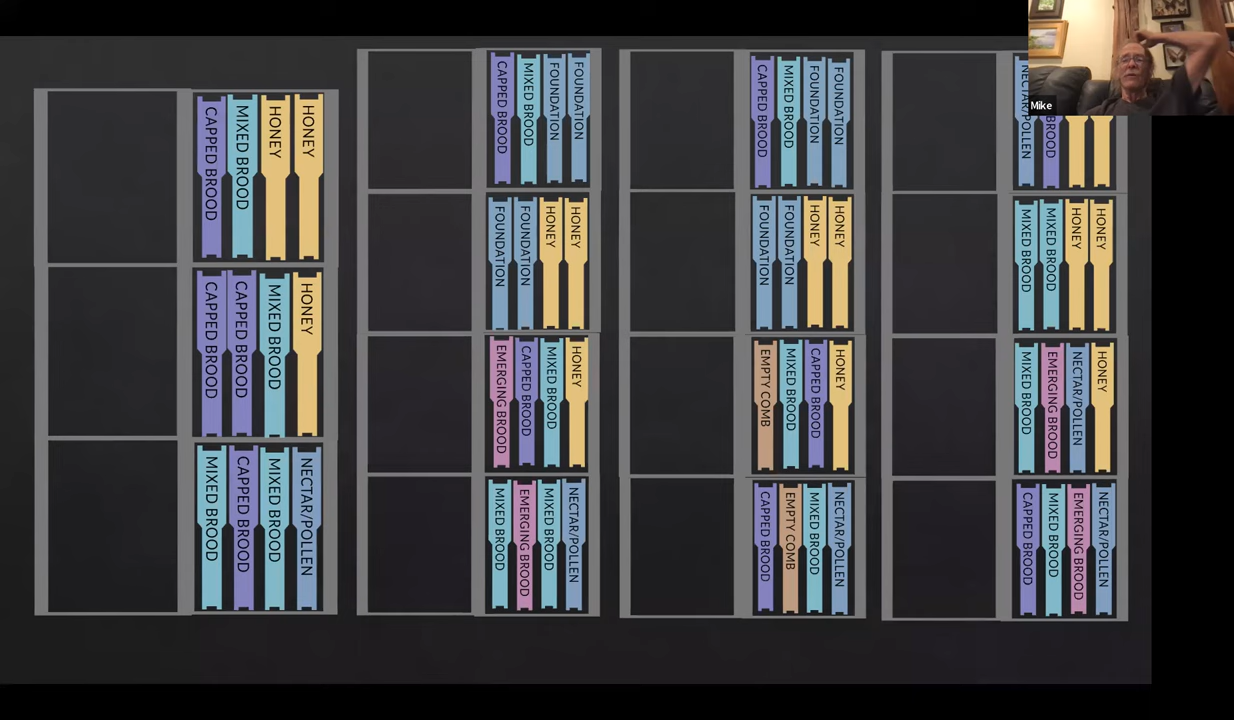 CAPPED BROOD
MIXED BROOD
HONEY
HONEY
CAPPED BROOD
CAPPED BROOD
MIXED BROOD
HONEY
MIXED BROOD
CAPPED BROOD
MIXED BROOD
NECTAR/POLLEN
CAPPED BROOD
MIXED BROOD
FOUNDATION
FOUNDATION
FOUNDATION
FOUNDATION
HONEY
HONEY
EMERGING BROOD
CAPPED BROOD
MIXED BROOD
HONEY
MIXED BROOD
EMERGING BROOD
MIXED BROOD
NECTAR/POLLEN
CAPPED BROOD
MIXED BROOD
FOUNDATION
FOUNDATION
FOUNDATION
FOUNDATION
HONEY
HONEY
EMPTY COMB
MIXED BROOD
CAPPED BROOD
HONEY
CAPPED BROOD
EMPTY COMB
MIXED BROOD
NECTAR/POLLEN
NECTAR/POLLEN
BROOD
MIXED BROOD
MIXED BROOD
HONEY
HONEY
MIXED BROOD
EMERGING BROOD
NECTAR/POLLEN
HONEY
CAPPED BROOD
MIXED BROOD
EMERGING BROOD
NECTAR/POLLEN
Mike